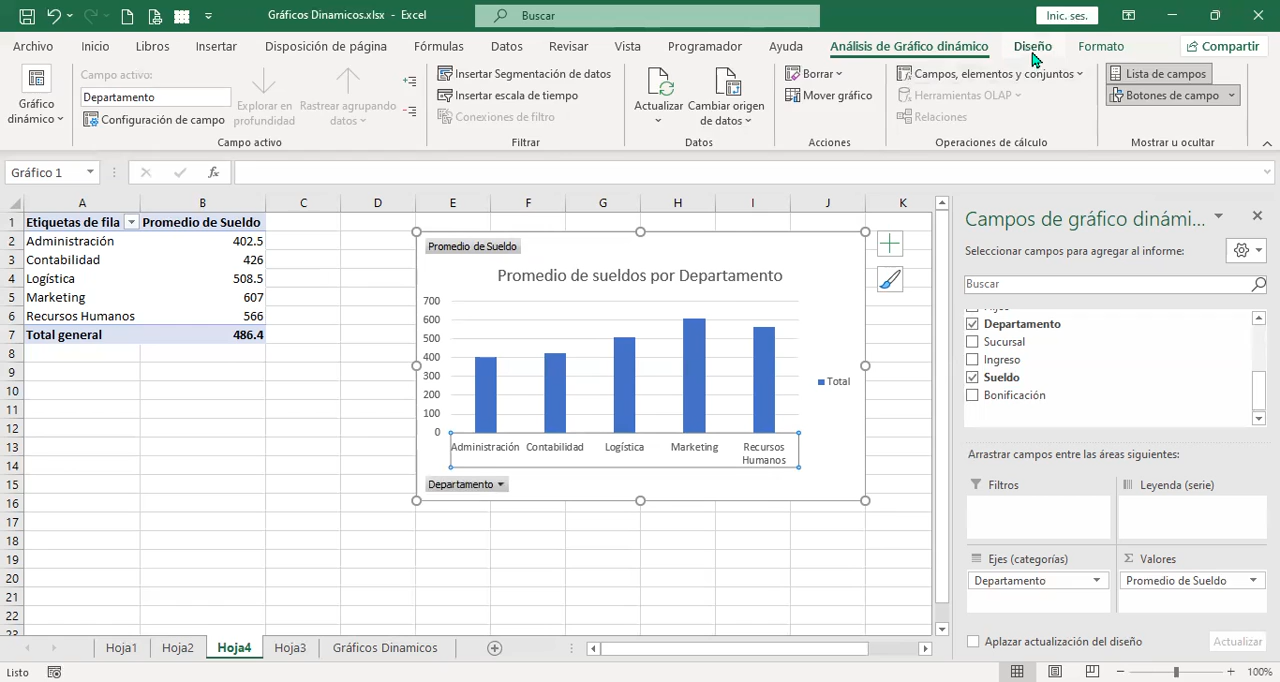 Gráficos Dinamicos.xlsx - Excel
Buscar
Inic. ses.
Archivo Inicio Libros Insertar Disposición de página Fórmulas Datos Revisar Vista Programador Ayuda Análisis de Gráfico dinámico Diseño Formato Compartir
Gráfico dinámico
Campo activo:
Departamento
Configuración de campo
Explorar en profundidad
Rastrear agrupando datos
Campo activo
Insertar Segmentación de datos
Insertar escala de tiempo
Conexiones de filtro
Filtrar
Actualizar
Cambiar origen de datos
Datos
Borrar
Mover gráfico
Acciones
Campos, elementos y conjuntos
Herramientas OLAP
Relaciones
Operaciones de cálculo
Lista de campos
Botones de campo
Mostrar u ocultar
Gráfico 1
fx
A B C D E F G H I J K
1 Etiquetas de fila Promedio de Sueldo
2 Administración 402.5
3 Contabilidad 426
4 Logística 508.5
5 Marketing 607
6 Recursos Humanos 566
7 Total general 486.4
8
9
10
11
12
13
14
15
16
17
18
19
20
21
22
23
Promedio de Sueldo
Promedio de sueldos por Departamento
700
600
500
400
300
200
100
0
Administración Contabilidad Logística Marketing Recursos Humanos
Total
Departamento
Campos de gráfico dinámi...
Seleccionar campos para agregar al informe:
Buscar
Departamento
Sucursal
Ingreso
Sueldo
Bonificación
Arrastrar campos entre las áreas siguientes:
Filtros
Leyenda (serie)
Ejes (categorías)
Departamento
Σ Valores
Promedio de Sueldo
Aplazar actualización del diseño
Actualizar
Hoja1 Hoja2 Hoja4 Hoja3 Gráficos Dinamicos
Listo
100%